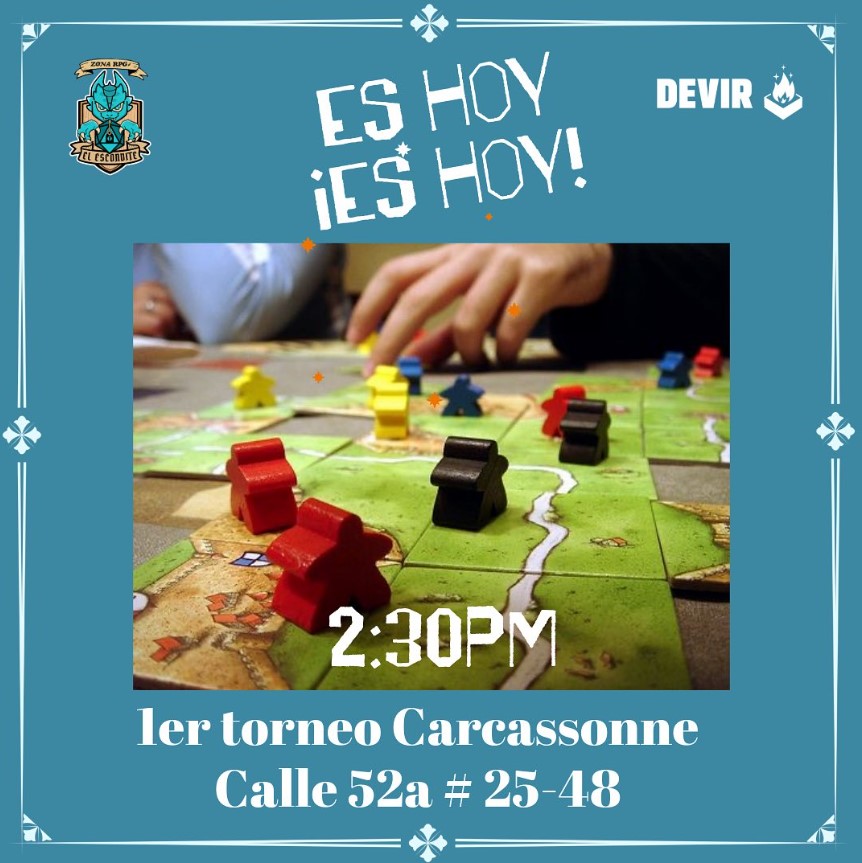 ZONA RPG+
EL ESCONDITE
DEVIR
ES HOY
¡ES HOY!
2:30PM
1er torneo Carcassonne
Calle 52a # 25-48